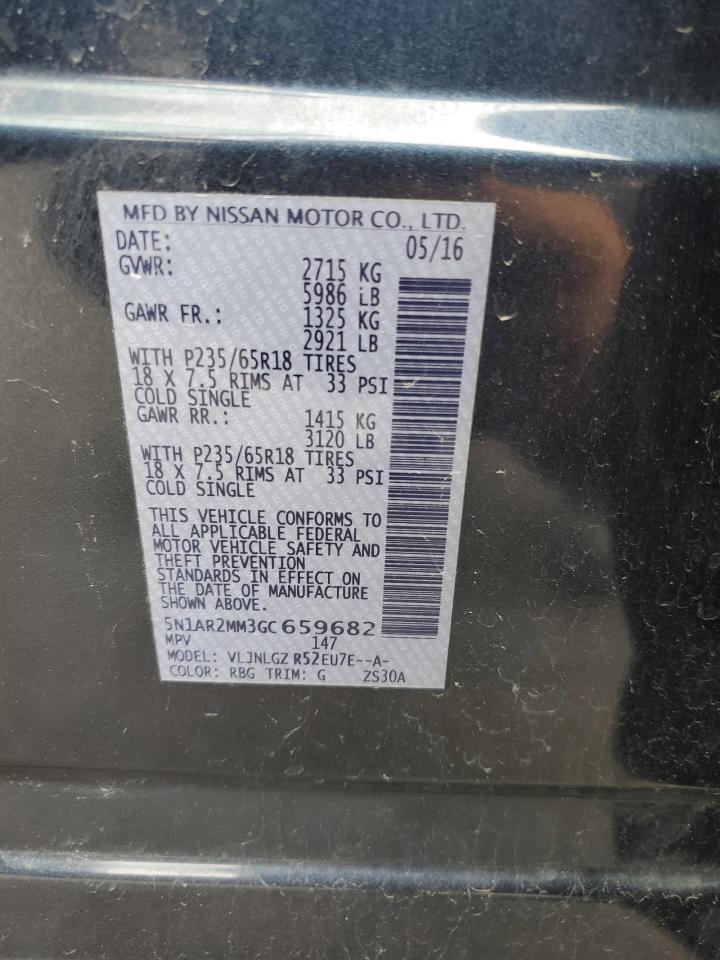 MFD BY NISSAN MOTOR CO., LTD.
DATE: 05/16
GVWR: 2715 KG
5986 LB
GAWR FR.: 1325 KG
2921 LB
WITH P235/65R18 TIRES
18 X 7.5 RIMS AT 33 PSI
COLD SINGLE
GAWR RR.: 1415 KG
3120 LB
WITH P235/65R18 TIRES
18 X 7.5 RIMS AT 33 PSI
COLD SINGLE
THIS VEHICLE CONFORMS TO
ALL APPLICABLE FEDERAL
MOTOR VEHICLE SAFETY AND
THEFT PREVENTION
STANDARDS IN EFFECT ON
THE DATE OF MANUFACTURE
SHOWN ABOVE.
5N1AR2MM3GC659682
MPV 147
MODEL: VLJNLGZ R52EU7E--A-
COLOR: RBG TRIM: G ZS30A